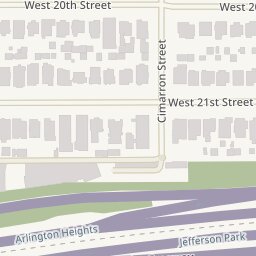 West 20th Street
West 20
Cimarron Street
West 21st Street
Arlington Heights
Jefferson Park